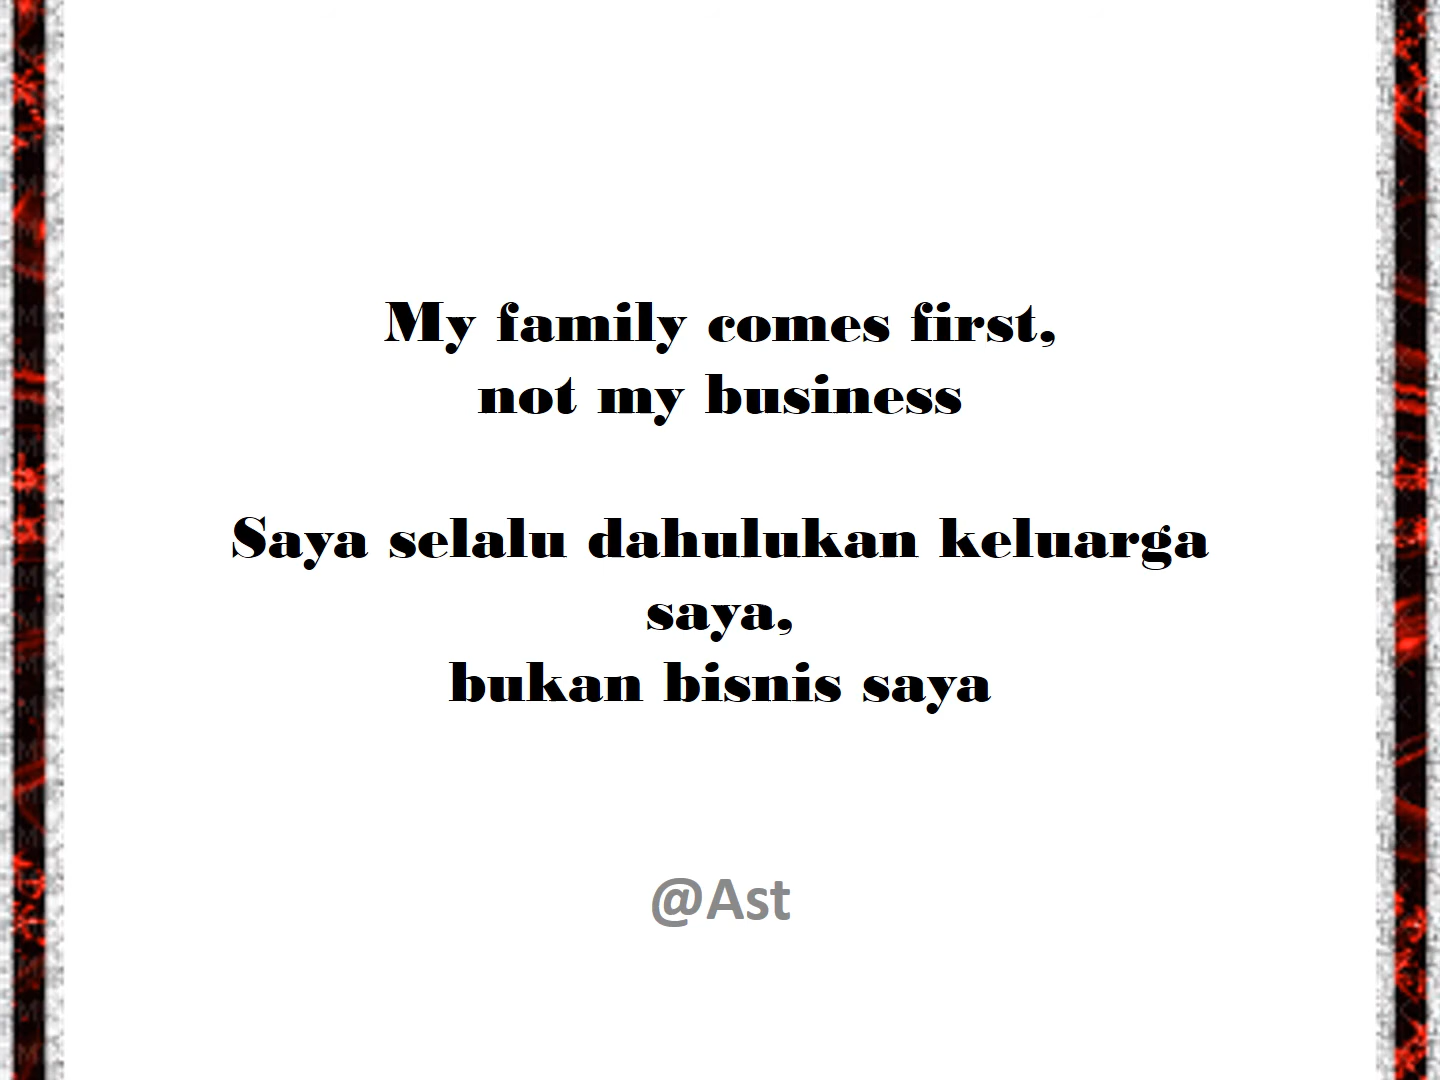 My family comes first,
not my business
Saya selalu dahulukan keluarga
saya,
bukan bisnis saya
@Ast